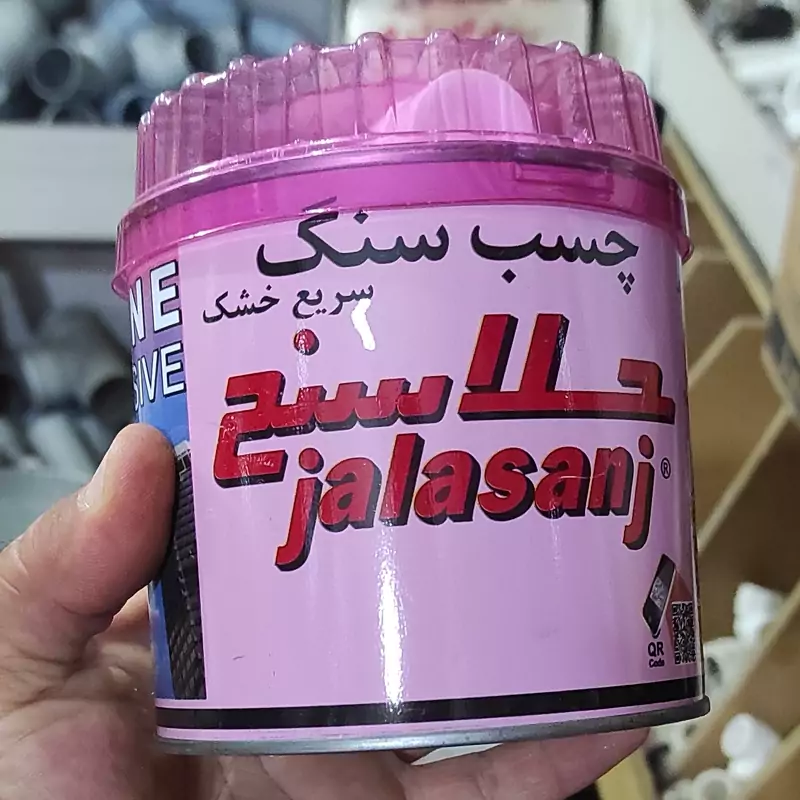 چسب سنگ
سریع خشک
جلاسنج
jalasanj®
NE
SIVE
QR
Code